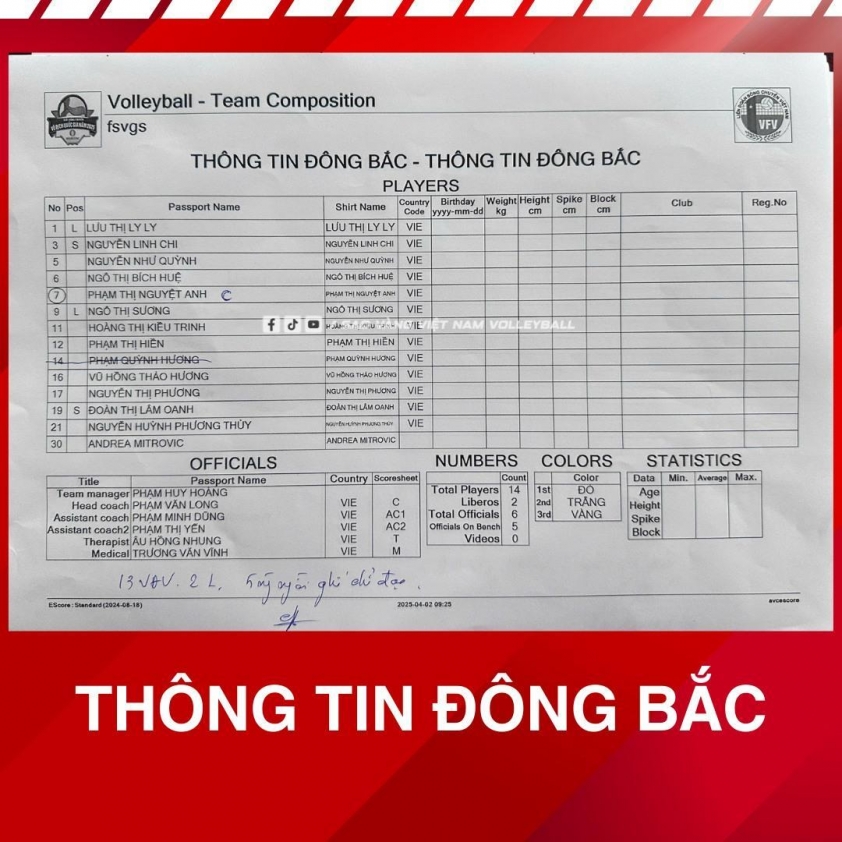 Volleyball - Team Composition
fsvgs
VFV
THÔNG TIN ĐÔNG BẮC - THÔNG TIN ĐÔNG BẮC
PLAYERS
No Pos Passport Name Shirt Name Country Code Birthday yyyy-mm-dd Weight kg Height cm Spike cm Block cm Club Reg.No
1 L LƯU THỊ LY LY LƯU THỊ LY LY VIE
3 S NGUYỄN LINH CHI NGUYỄN LINH CHI VIE
5 NGUYỄN NHƯ QUỲNH NGUYỄN NHƯ QUỲNH VIE
6 NGÔ THỊ BÍCH HUỆ NGÔ THỊ BÍCH HUỆ VIE
7 PHẠM THỊ NGUYỆT ANH C PHẠM THỊ NGUYỆT ANH VIE
9 L NGÔ THỊ SƯƠNG NGÔ THỊ SƯƠNG VIE
11 HOÀNG THỊ KIỀU TRINH VIE
VIỆT NAM VOLLEYBALL
12 PHẠM THỊ HIỀN PHẠM THỊ HIỀN VIE
14 PHẠM QUỲNH HƯƠNG PHẠM QUỲNH HƯƠNG VIE
16 VŨ HỒNG THẢO HƯƠNG VŨ HỒNG THẢO HƯƠNG VIE
17 NGUYỄN THỊ PHƯƠNG NGUYỄN THỊ PHƯƠNG VIE
19 S ĐOÀN THỊ LÂM OANH ĐOÀN THỊ LÂM OANH VIE
21 NGUYỄN HUỲNH PHƯƠNG THÙY NGUYỄN HUỲNH PHƯƠNG THÙY VIE
30 ANDREA MITROVIC ANDREA MITROVIC
OFFICIALS
Title Passport Name Country Scoresheet
Team manager PHẠM HUY HOÀNG
Head coach PHẠM VĂN LONG VIE C
Assistant coach PHẠM MINH DŨNG VIE AC1
Assistant coach2 PHẠM THỊ YẾN VIE AC2
Therapist ÂU HỒNG NHUNG VIE T
Medical TRƯƠNG VĂN VĨNH VIE M
NUMBERS
Count
Total Players 14
Liberos 2
Total Officials 6
Officials On Bench 5
Videos 0
COLORS
Color
1st ĐỎ
2nd TRẮNG
3rd VÀNG
STATISTICS
Data Min. Average Max.
Age
Height
Spike
Block
13 VĐV. 2 L.
EScore: Standard (2024-08-18) 2025-04-02 09:25 avcescore
THÔNG TIN ĐÔNG BẮC